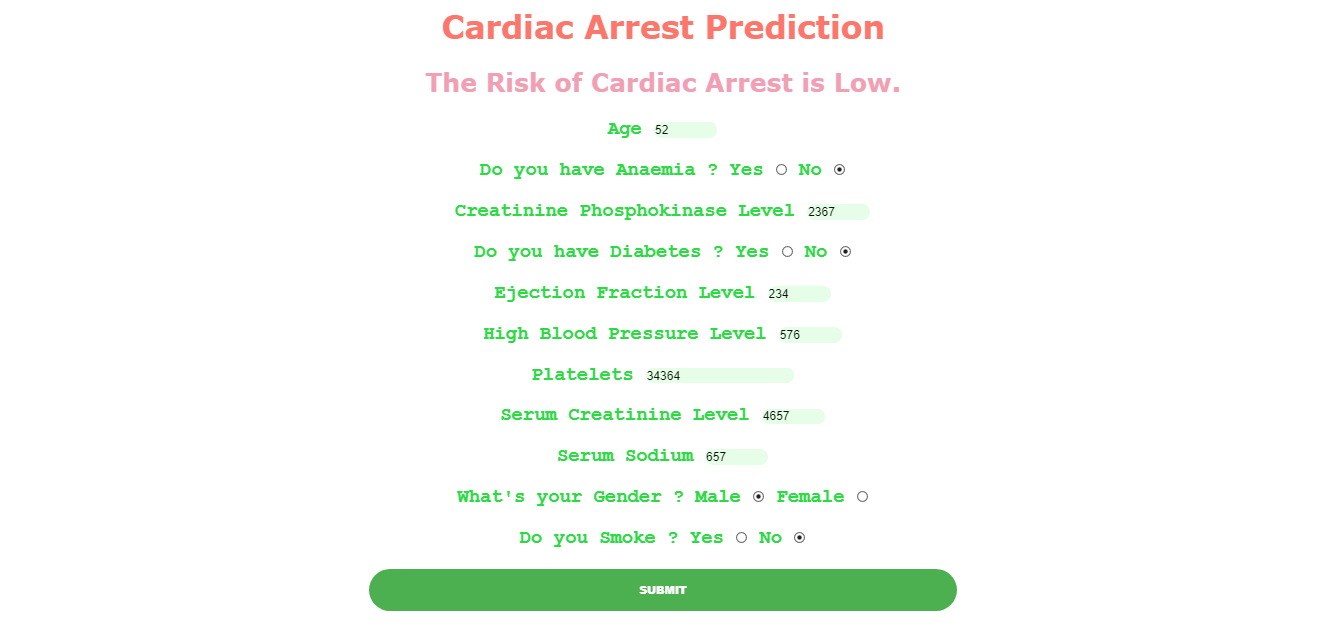 Cardiac Arrest Prediction
The Risk of Cardiac Arrest is Low.
Age 52
Do you have Anaemia ? Yes No
Creatinine Phosphokinase Level 2367
Do you have Diabetes ? Yes No
Ejection Fraction Level 234
High Blood Pressure Level 576
Platelets 34364
Serum Creatinine Level 4657
Serum Sodium 657
What's your Gender ? Male Female
Do you Smoke ? Yes No
SUBMIT